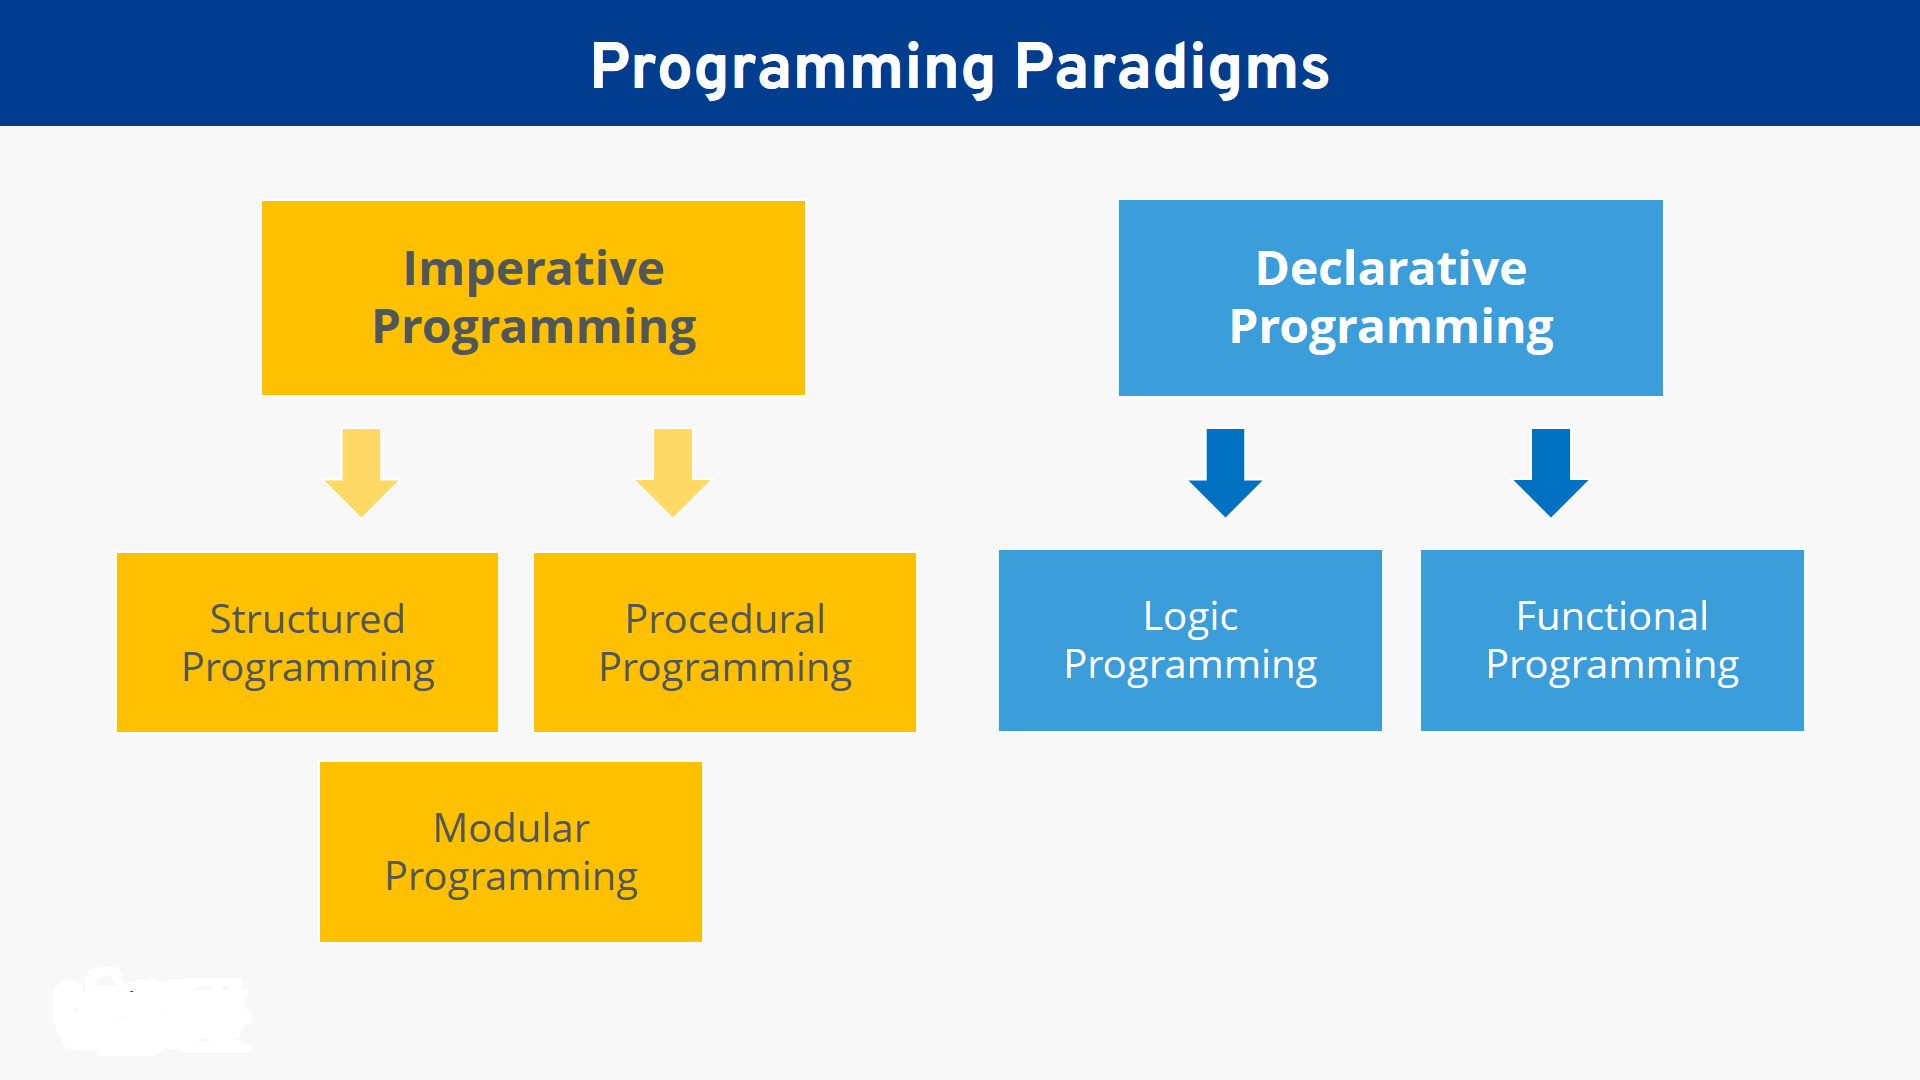 Programming Paradigms
Imperative
Programming
Declarative
Programming
Structured
Programming
Procedural
Programming
Logic
Programming
Functional
Programming
Modular
Programming